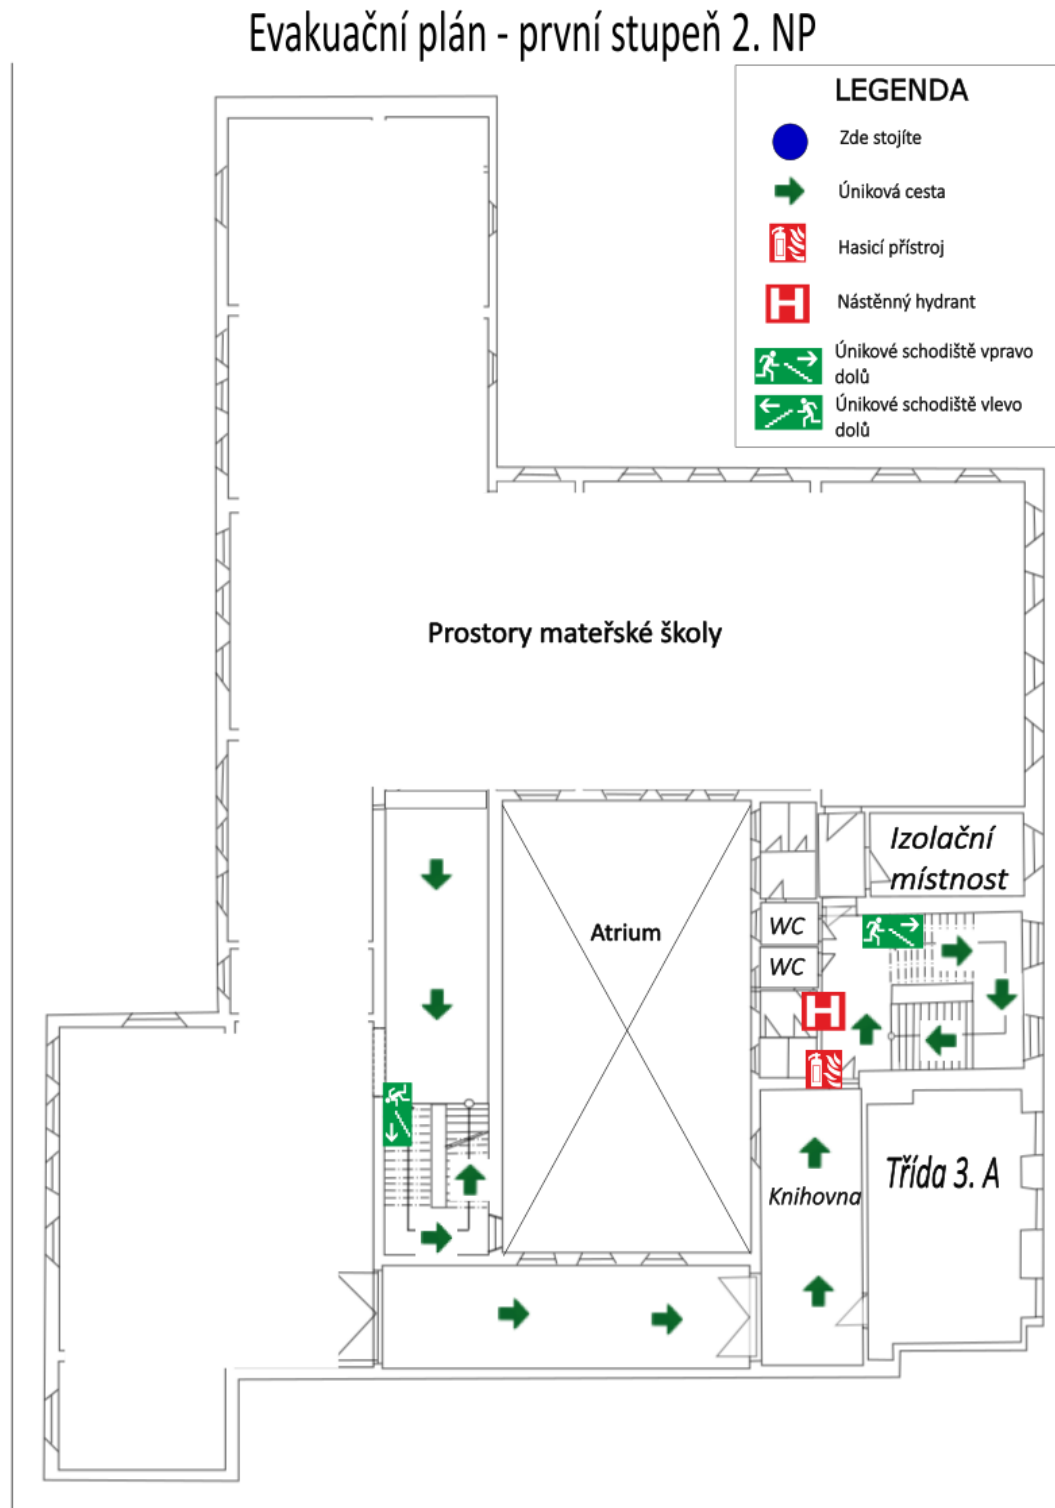 Evakuační plán - první stupeň 2. NP
LEGENDA
Zde stojíte
Úniková cesta
Hasicí přístroj
H
Nástěnný hydrant
Únikové schodiště vpravo
dolů
Únikové schodiště vlevo
dolů
Prostory mateřské školy
Izolační
místnost
Atrium
WC
WC
H
Třída 3. A
Knihovna